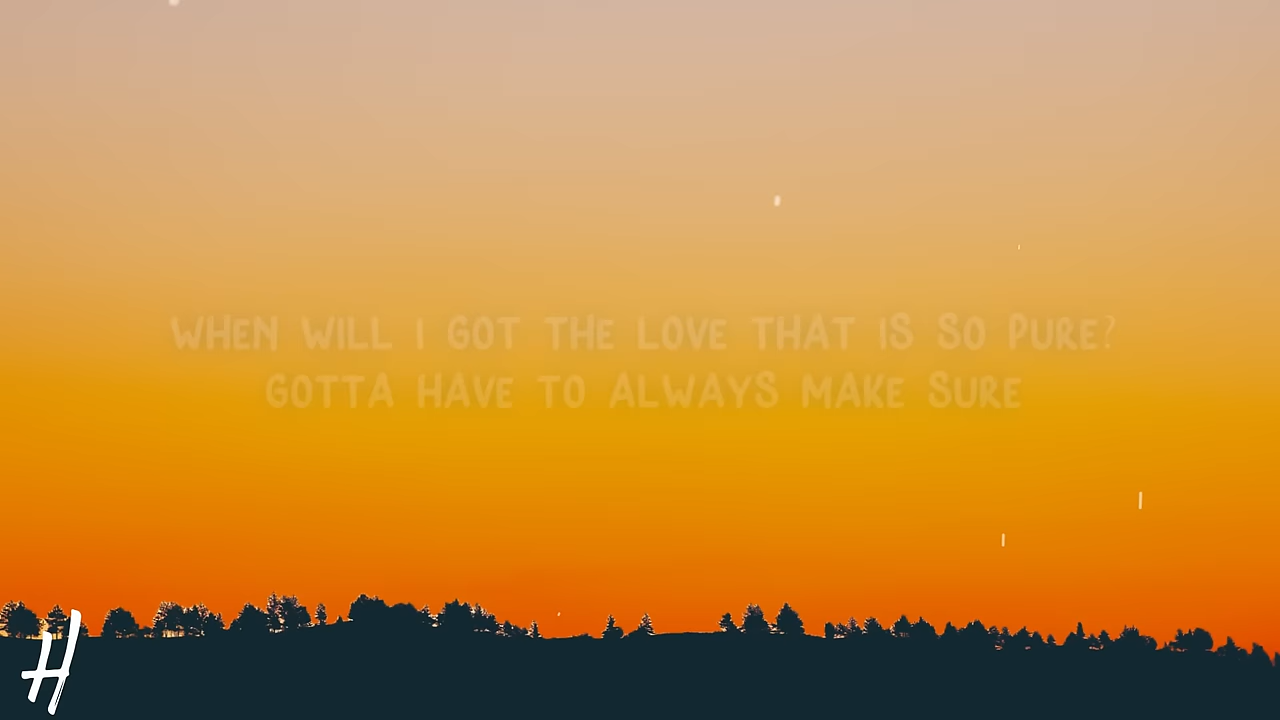 WHEN WILL I GOT THE LOVE THAT IS SO PURE?
GOTTA HAVE TO ALWAYS MAKE SURE
H